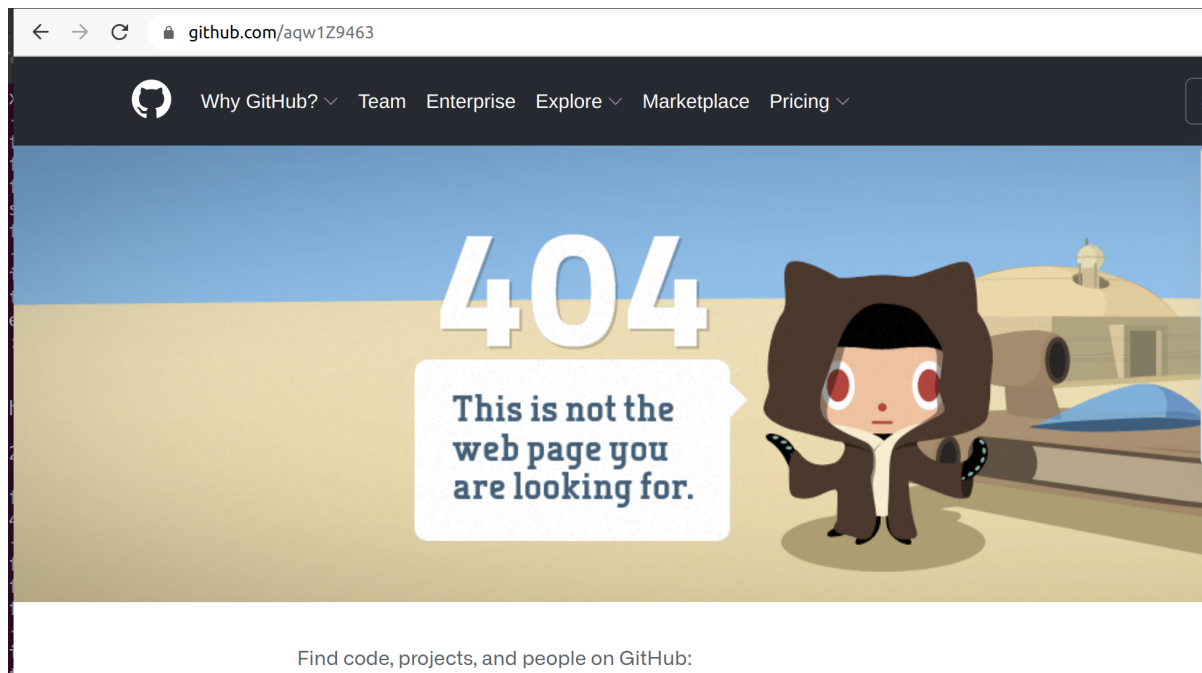 github.com/aqw1Z9463
Why GitHub? Team Enterprise Explore Marketplace Pricing
404
This is not the
web page you
are looking for.
Find code, projects, and people on GitHub: